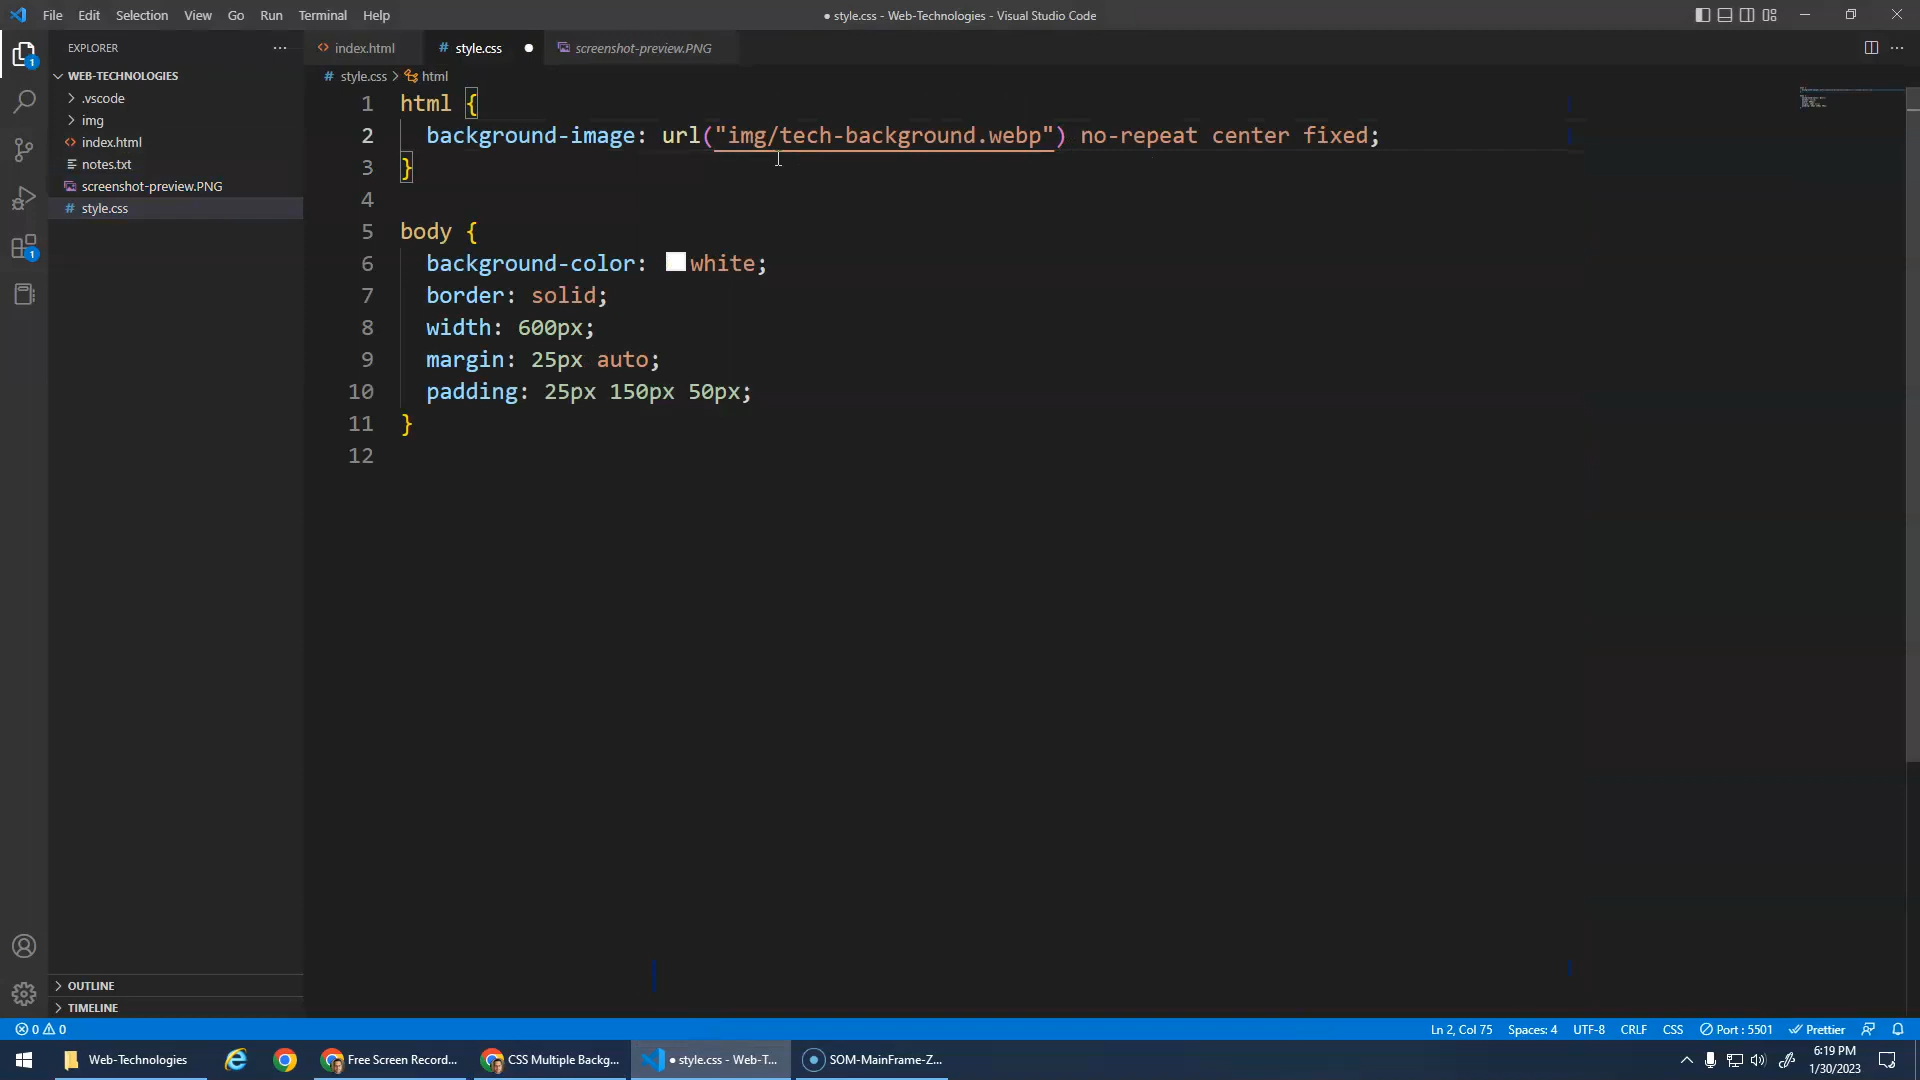 File Edit Selection View Go Run Terminal Help
● style.css - Web-Technologies - Visual Studio Code
EXPLORER
WEB-TECHNOLOGIES
.vscode
img
index.html
notes.txt
screenshot-preview.PNG
style.css
OUTLINE
TIMELINE
1
1
index.html
style.css
screenshot-preview.PNG
style.css > html
1 html {
2 background-image: url("img/tech-background.webp") no-repeat center fixed;
3 }
4
5 body {
6 background-color: white;
7 border: solid;
8 width: 600px;
9 margin: 25px auto;
10 padding: 25px 150px 50px;
11 }
12
0 0 Ln 2, Col 75 Spaces: 4 UTF-8 CRLF CSS Port : 5501 Prettier
Web-Technologies
Free Screen Record...
CSS Multiple Backg...
● style.css - Web-T...
SOM-MainFrame-Z...
6:19 PM
1/30/2023